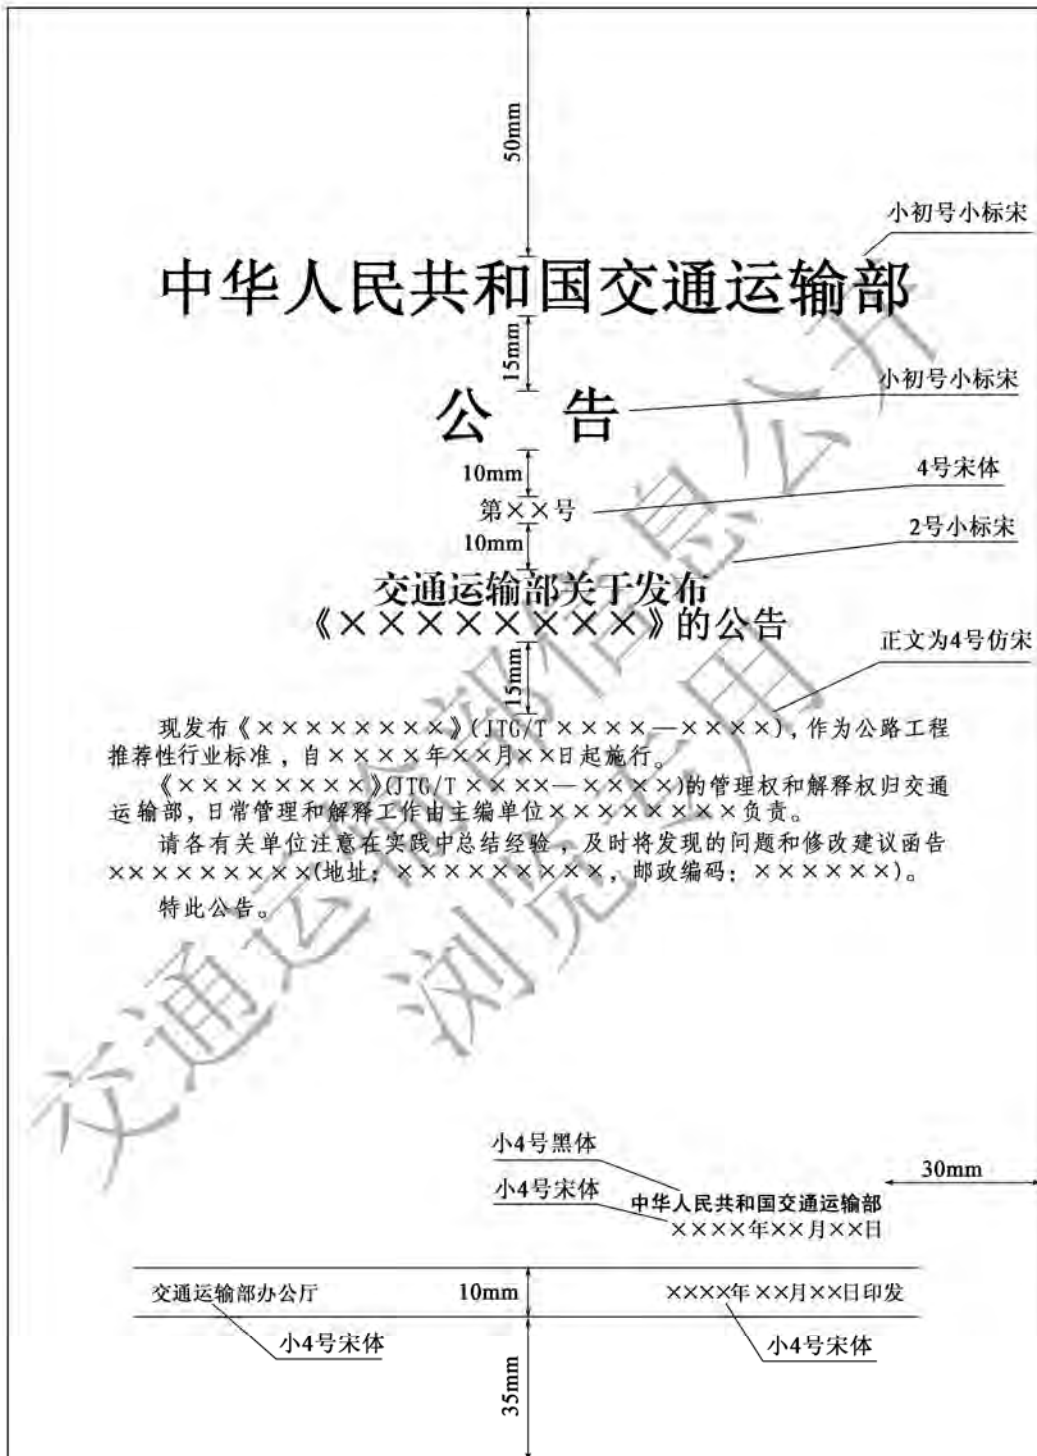 50mm
小初号小标宋
中华人民共和国交通运输部
15mm
小初号小标宋
公 告
10mm
4号宋体
第××号
10mm
2号小标宋
交通运输部关于发布
《××××××××》的公告
正文为4号仿宋
15mm
现发布《××××××××》(JTG/T ××××—××××),作为公路工程
推荐性行业标准,自××××年××月××日起施行。
《××××××××》(JTG/T ××××—××××)的管理权和解释权归交通
运输部,日常管理和解释工作由主编单位××××××××负责。
请各有关单位注意在实践中总结经验,及时将发现的问题和修改建议函告
×××××××××(地址:×××××××××,邮政编码:××××××)。
特此公告。
交通运输部信息公开
浏览专用
小4号黑体
30mm
小4号宋体
中华人民共和国交通运输部
××××年××月××日
交通运输部办公厅 10mm ××××年××月××日印发
小4号宋体 小4号宋体
35mm